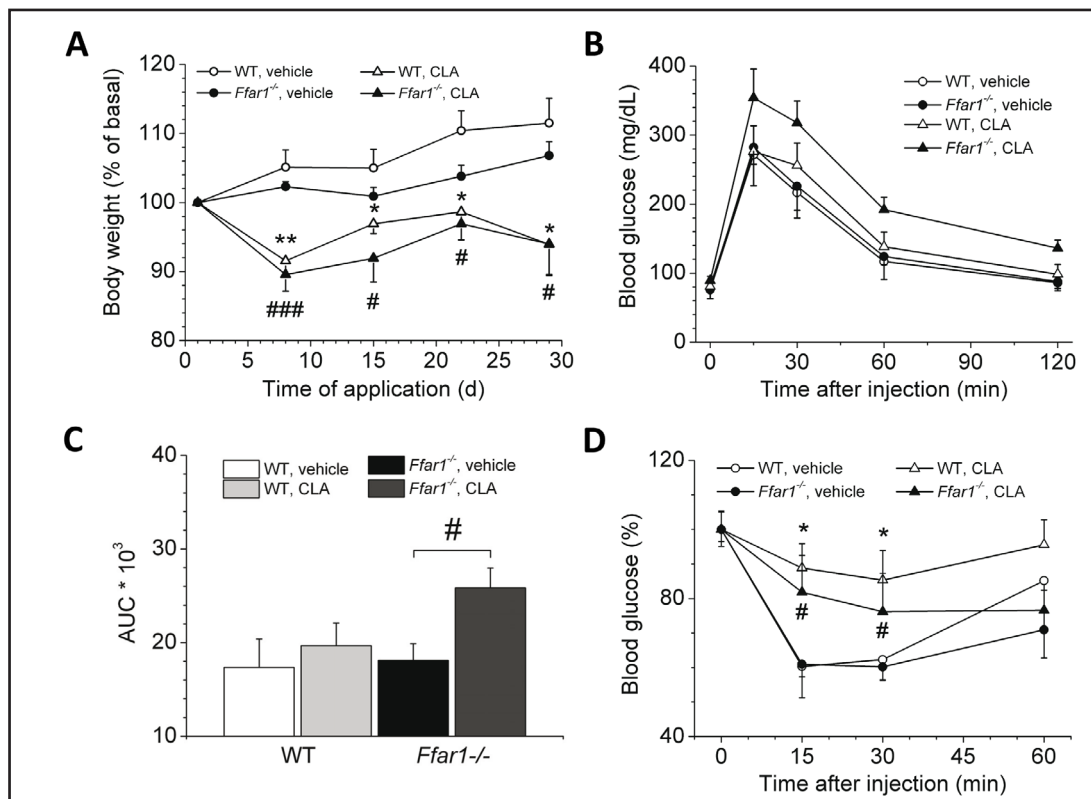 A
WT, vehicle
WT, CLA
Ffar1-/-, vehicle
Ffar1-/-, CLA
Body weight (% of basal)
120
110
100
90
80
**
*
*
*
###
#
#
#
0
5
10
15
20
25
30
Time of application (d)
B
WT, vehicle
Ffar1-/-, vehicle
WT, CLA
Ffar1-/-, CLA
Blood glucose (mg/dL)
400
300
200
100
0
0
30
60
90
120
Time after injection (min)
C
WT, vehicle
Ffar1-/-, vehicle
WT, CLA
Ffar1-/-, CLA
#
AUC * 10³
40
30
20
10
WT
Ffar1-/-
D
WT, vehicle
WT, CLA
Ffar1-/-, vehicle
Ffar1-/-, CLA
Blood glucose (%)
120
80
40
*
*
#
#
0
15
30
45
60
Time after injection (min)